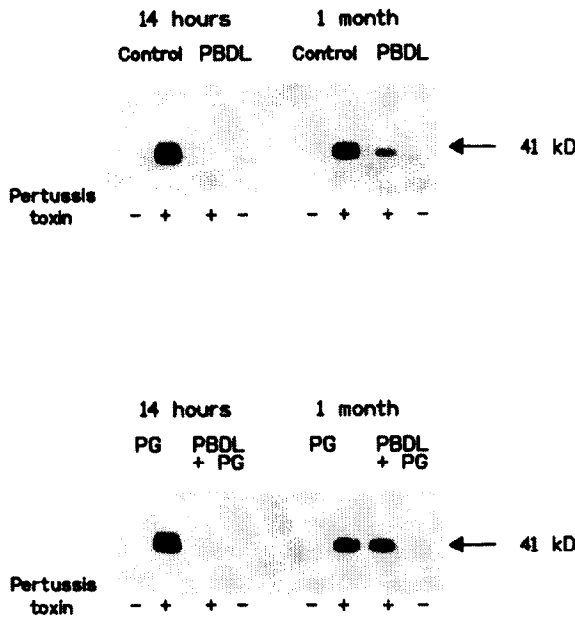 14 hours 1 month
Control PBDL Control PBDL
41 kD
Pertussis
toxin - + + - - + + -
14 hours 1 month
PG PBDL PG PBDL
+ PG + PG
41 kD
Pertussis
toxin - + + - - + + -